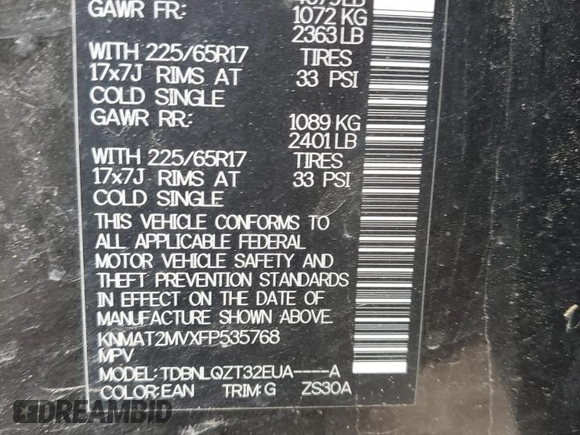 GAWR FR: 1072 KG
2363 LB
WITH 225/65R17 TIRES
17x7J RIMS AT 33 PSI
COLD SINGLE
GAWR RR: 1089 KG
2401 LB
WITH 225/65R17 TIRES
17x7J RIMS AT 33 PSI
COLD SINGLE
THIS VEHICLE CONFORMS TO
ALL APPLICABLE FEDERAL
MOTOR VEHICLE SAFETY AND
THEFT PREVENTION STANDARDS
IN EFFECT ON THE DATE OF
MANUFACTURE SHOWN ABOVE.
KNMAT2MVXFP535768
MPV
MODEL:TDBNLQZT32EUA----A
COLOR:EAN TRIM:G ZS30A
DREAMBID